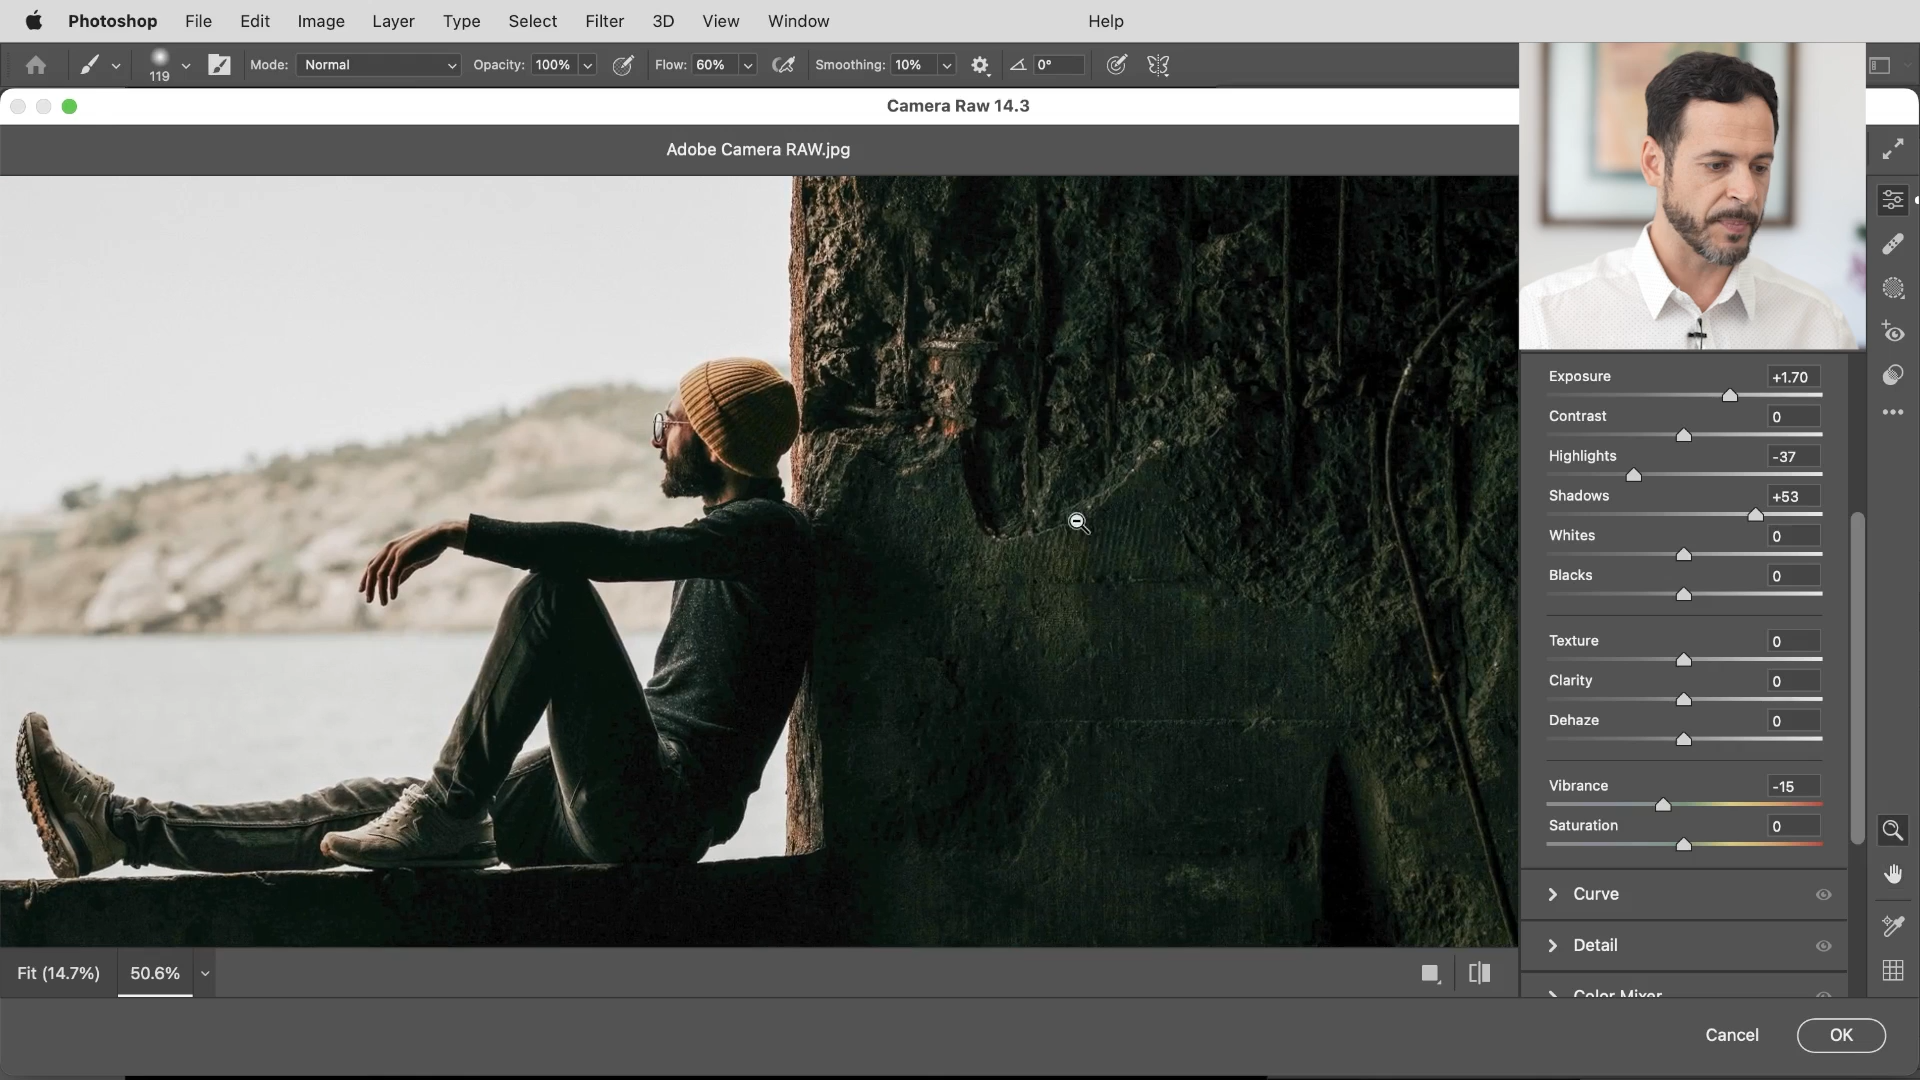 Photoshop File Edit Image Layer Type Select Filter 3D View Window Help
119 Mode: Normal Opacity: 100% Flow: 60% Smoothing: 10% 0°
Camera Raw 14.3
Adobe Camera RAW.jpg
Exposure +1.70
Contrast 0
Highlights -37
Shadows +53
Whites 0
Blacks 0
Texture 0
Clarity 0
Dehaze 0
Vibrance -15
Saturation 0
Curve
Detail
Color Mixer
Fit (14.7%) 50.6%
Cancel OK